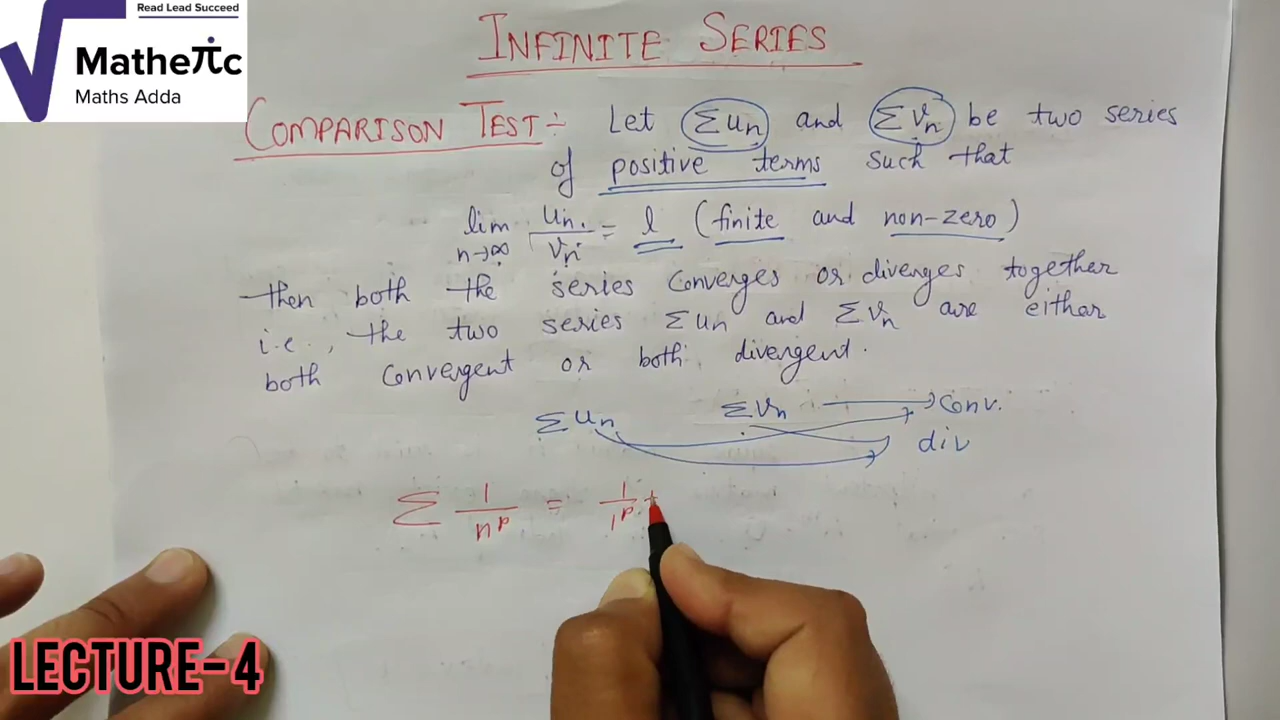 Read Lead Succeed
Matheπc
Maths Adda
INFINITE SERIES
COMPARISON TEST:- Let Σun and Σvn be two series
of positive terms such that
lim n→∞ un/vn = l (finite and non-zero)
then both the series converges or diverges together
i.e., the two series Σun and Σvn are either
both convergent or both divergent.
Σun Σvn conv.
div
Σ 1/n^p = 1/1^p +
LECTURE-4